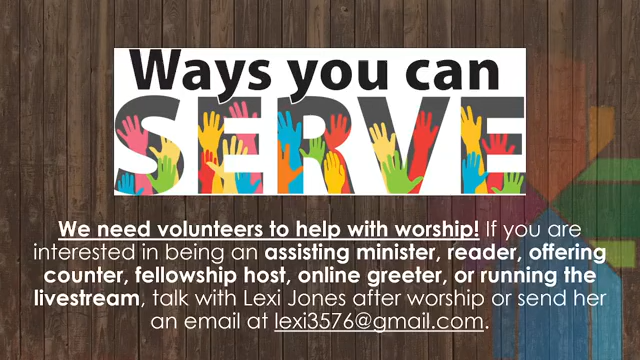 Ways you can
SERVE
We need volunteers to help with worship! If you are
interested in being an assisting minister, reader, offering
counter, fellowship host, online greeter, or running the
livestream, talk with Lexi Jones after worship or send her
an email at lexi3576@gmail.com.